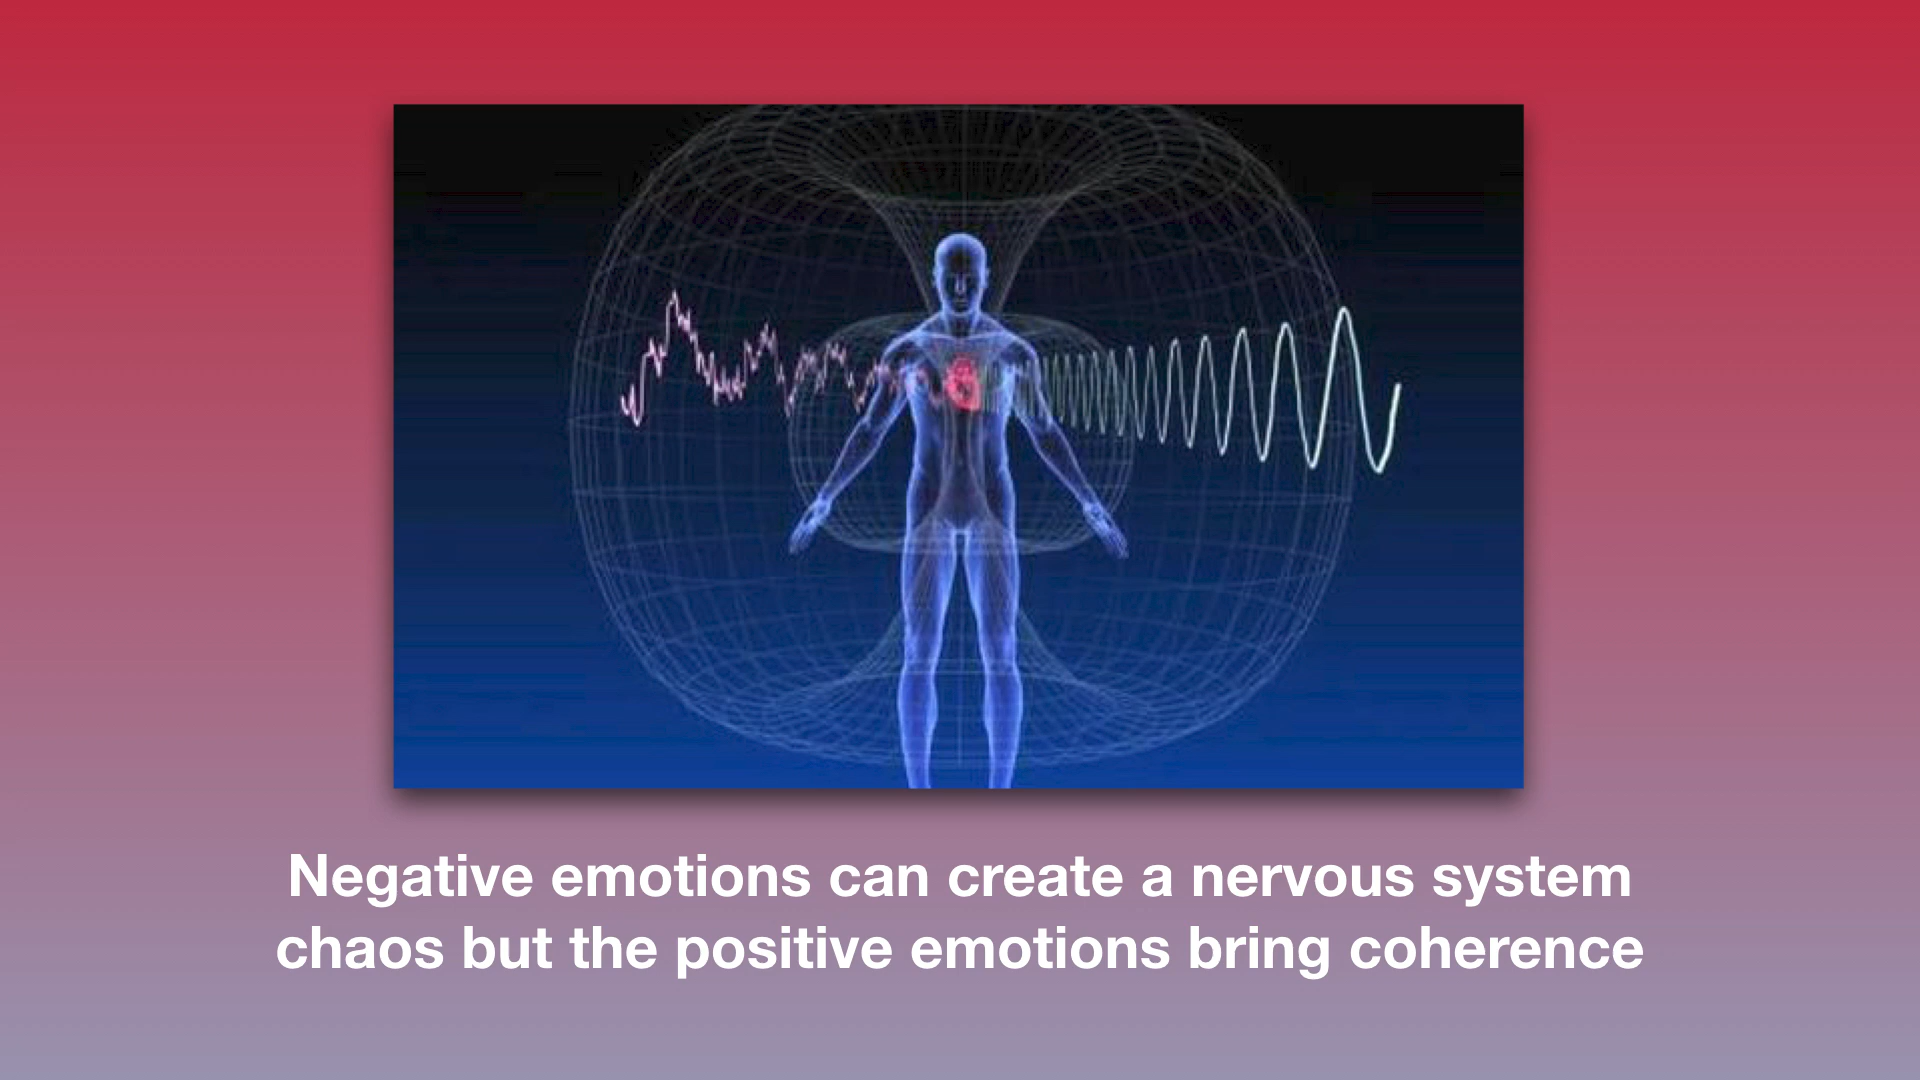 Negative emotions can create a nervous system
chaos but the positive emotions bring coherence